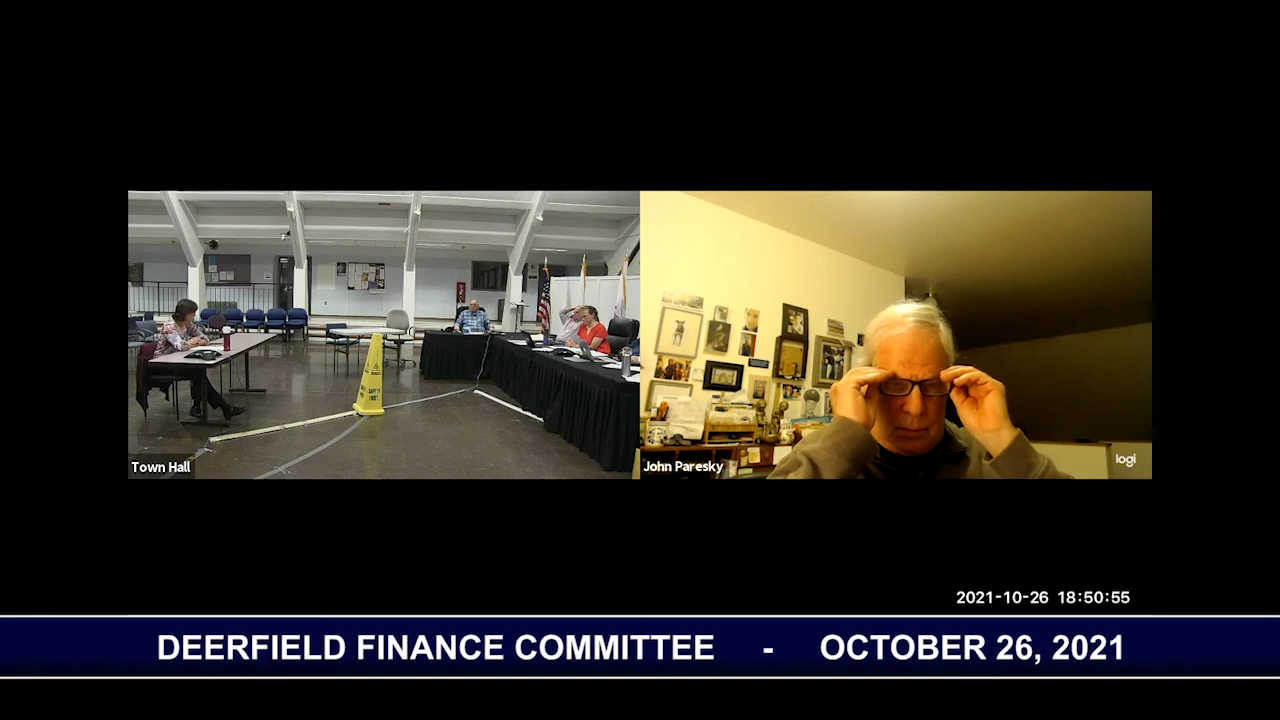 Town Hall
John Paresky
logi
2021-10-26 18:50:55
DEERFIELD FINANCE COMMITTEE - OCTOBER 26, 2021